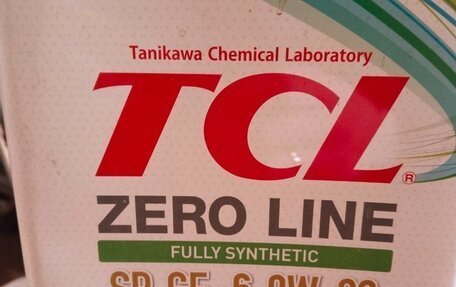 Tanikawa Chemical Laboratory
TCL®
ZERO LINE
FULLY SYNTHETIC